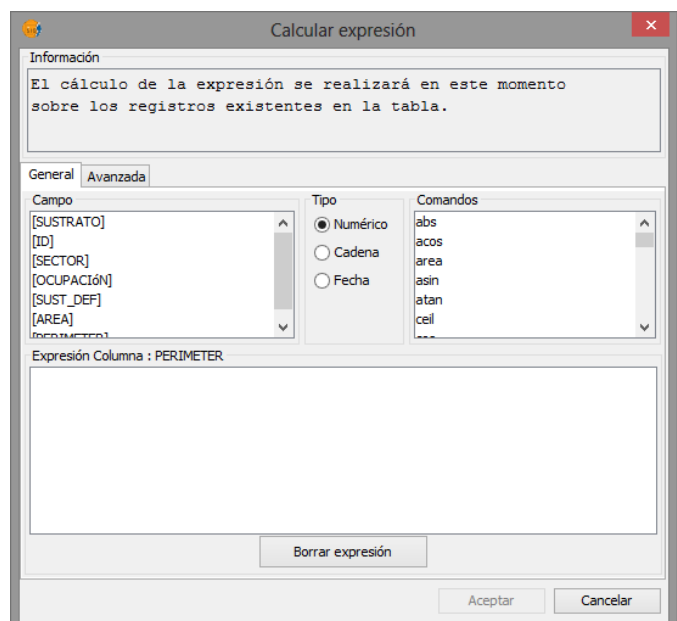 Calcular expresión
Información
El cálculo de la expresión se realizará en este momento
sobre los registros existentes en la tabla.
General Avanzada
Campo
[SUSTRATO]
[ID]
[SECTOR]
[OCUPACIóN]
[SUST_DEF]
[AREA]
[PERIMETER]
Tipo
Numérico
Cadena
Fecha
Comandos
abs
acos
area
asin
atan
ceil
Expresión Columna : PERIMETER
Borrar expresión
Aceptar Cancelar